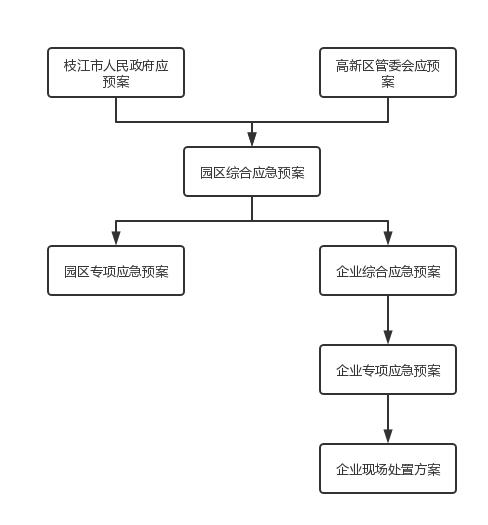 枝江市人民政府应
预案
高新区管委会应预
案
园区综合应急预案
园区专项应急预案
企业综合应急预案
企业专项应急预案
企业现场处置方案